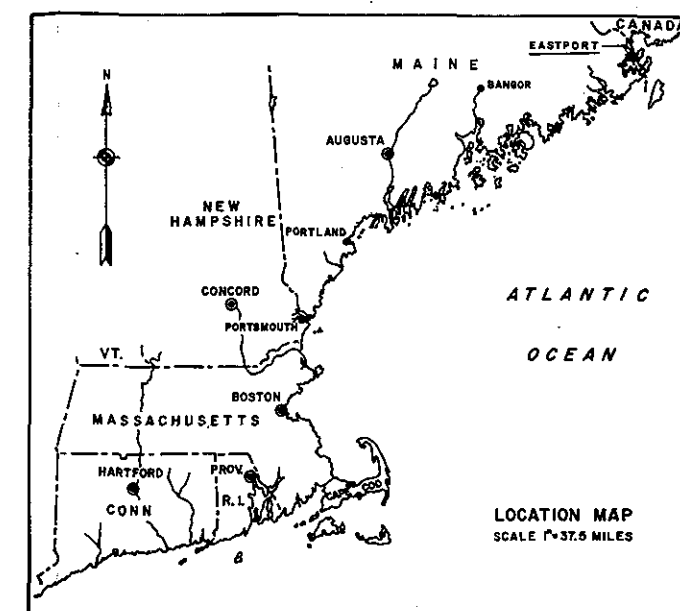 CANADA
EASTPORT
MAINE
N
BANGOR
AUGUSTA
NEW
HAMPSHIRE
PORTLAND
CONCORD
ATLANTIC
PORTSMOUTH
OCEAN
VT.
BOSTON
MASSACHUSETTS
HARTFORD
PROV.
CAPE COD
R.I.
CONN
LOCATION MAP
SCALE 1"=37.5 MILES